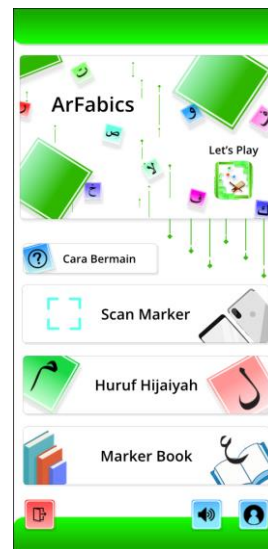 ArFabics
Let's Play
?
Cara Bermain
Scan Marker
م
Huruf Hijaiyah
ل
Marker Book
ع